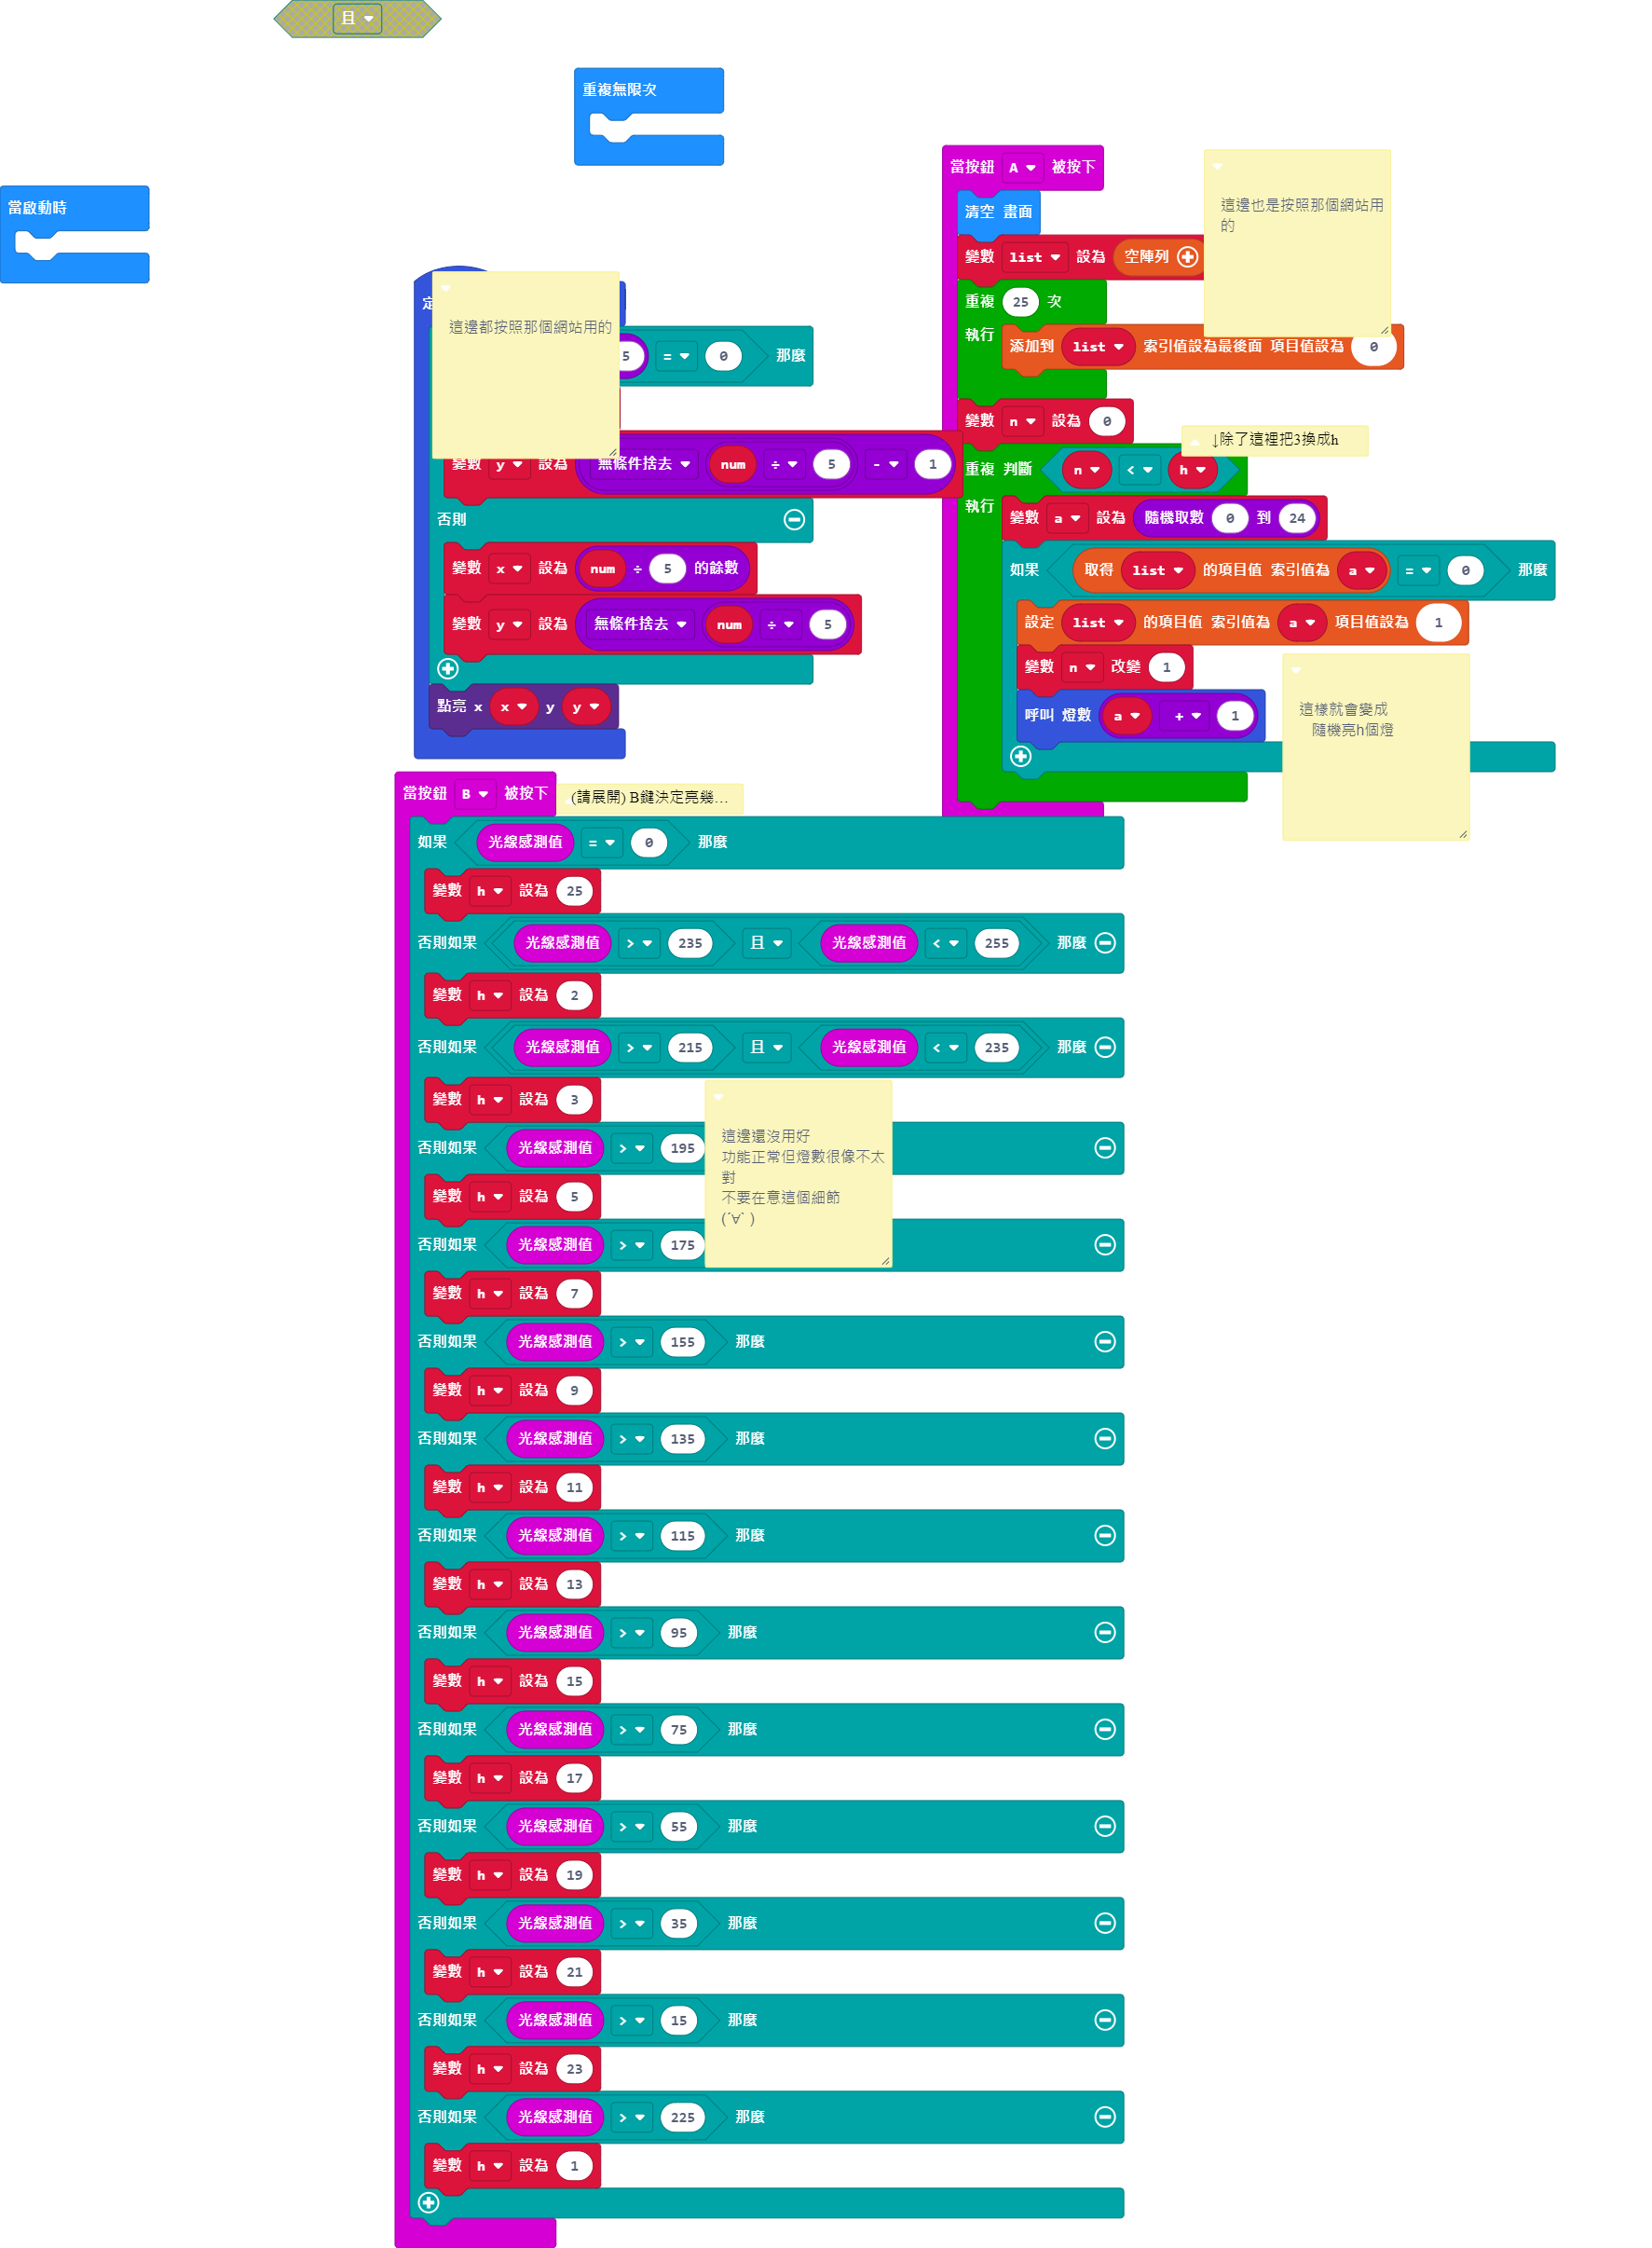 且
重複無限次
當啟動時
當按鈕 A 被按下
清空 畫面
變數 list 設為 空陣列
重複 25 次
執行
添加到 list 索引值設為最後面 項目值設為 0
變數 n 設為 0
重複 判斷 n < h
執行
變數 a 設為 隨機取數 0 到 24
如果 取得 list 的項目值 索引值為 a = 0 那麼
設定 list 的項目值 索引值為 a 項目值設為 1
變數 n 改變 1
呼叫 燈數 a + 1
這邊也是按照那個網站用
的
↓除了這裡把3換成h
這樣就會變成
隨機亮h個燈
這邊都按照那個網站用的
5 = 0 那麼
變數 y 設為 無條件捨去 num ÷ 5 - 1
否則
變數 x 設為 num ÷ 5 的餘數
變數 y 設為 無條件捨去 num ÷ 5
點亮 x x y y
當按鈕 B 被按下
(請展開) B鍵決定亮幾…
如果 光線感測值 = 0 那麼
變數 h 設為 25
否則如果 光線感測值 > 235 且 光線感測值 < 255 那麼
變數 h 設為 2
否則如果 光線感測值 > 215 且 光線感測值 < 235 那麼
變數 h 設為 3
否則如果 光線感測值 > 195
變數 h 設為 5
否則如果 光線感測值 > 175
這邊還沒用好
功能正常但燈數很像不太
對
不要在意這個細節
(´∀` )
變數 h 設為 7
否則如果 光線感測值 > 155 那麼
變數 h 設為 9
否則如果 光線感測值 > 135 那麼
變數 h 設為 11
否則如果 光線感測值 > 115 那麼
變數 h 設為 13
否則如果 光線感測值 > 95 那麼
變數 h 設為 15
否則如果 光線感測值 > 75 那麼
變數 h 設為 17
否則如果 光線感測值 > 55 那麼
變數 h 設為 19
否則如果 光線感測值 > 35 那麼
變數 h 設為 21
否則如果 光線感測值 > 15 那麼
變數 h 設為 23
否則如果 光線感測值 > 225 那麼
變數 h 設為 1